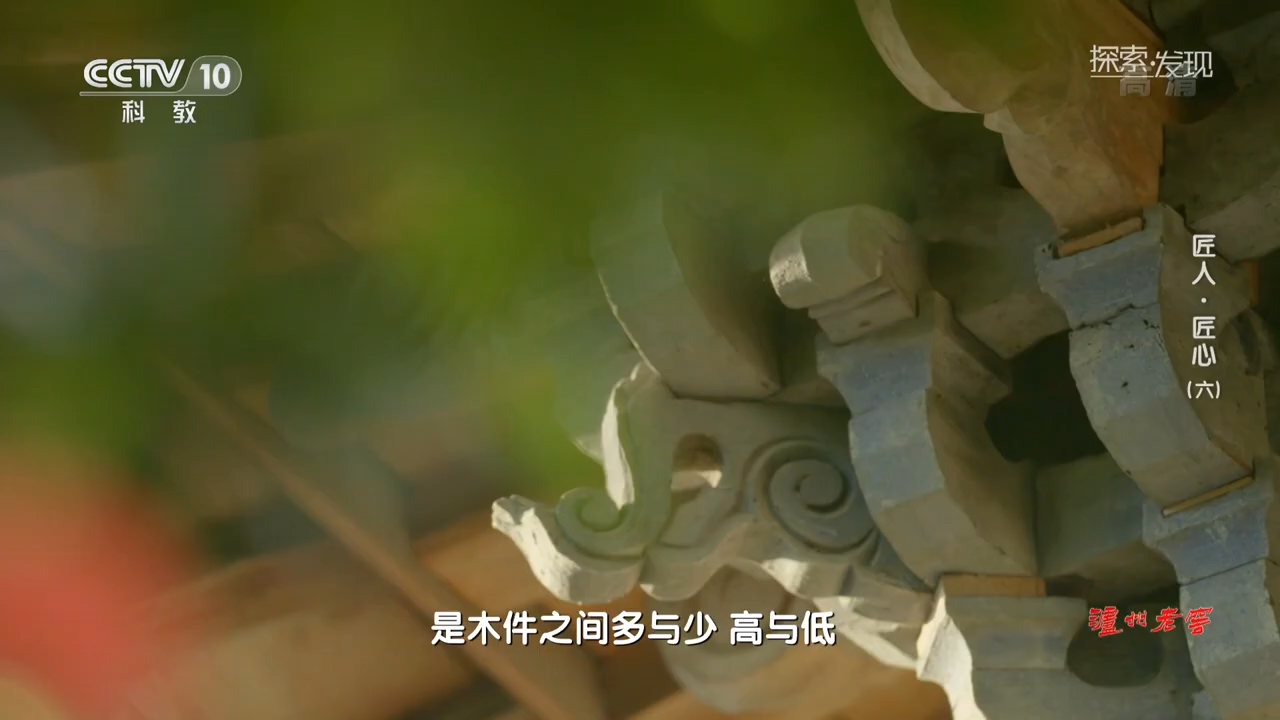 CCTV 10
科教
探索·发现
高清
匠人·匠心(六)
是木件之间多与少 高与低
泸州老窖